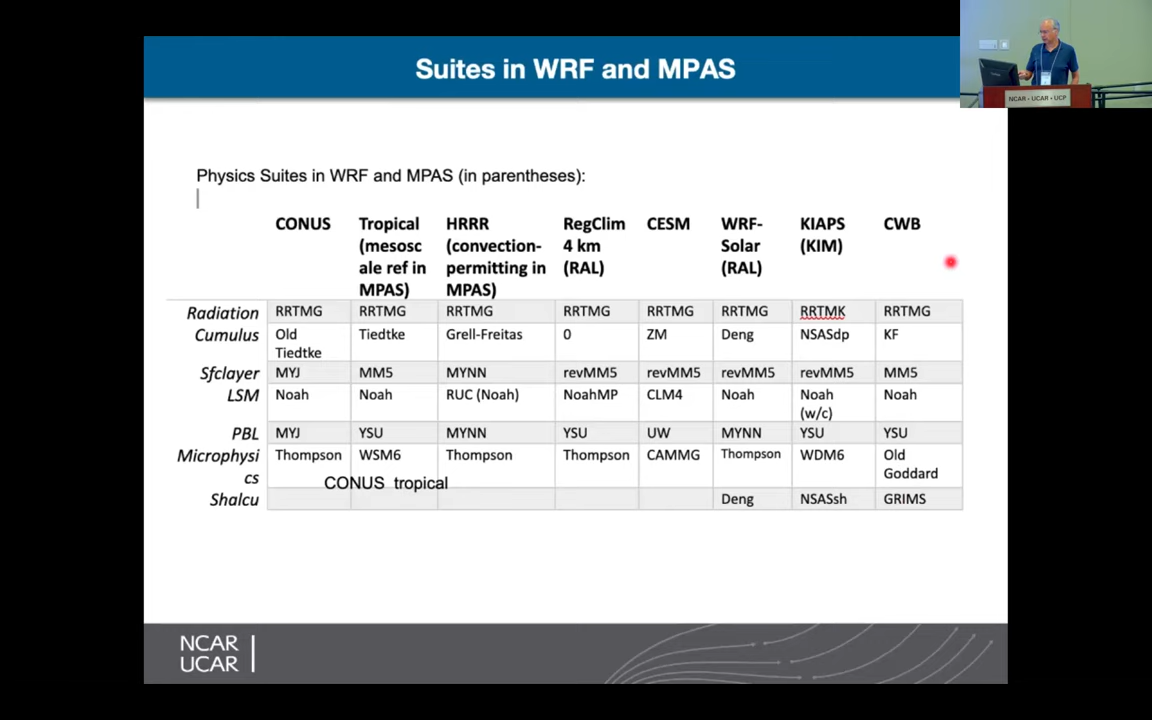 Suites in WRF and MPAS
NCAR • UCAR • UCP
Physics Suites in WRF and MPAS (in parentheses):
CONUS Tropical (mesosc ale ref in MPAS) HRRR (convection-permitting in MPAS) RegClim 4 km (RAL) CESM WRF-Solar (RAL) KIAPS (KIM) CWB
Radiation RRTMG RRTMG RRTMG RRTMG RRTMG RRTMG RRTMK RRTMG
Cumulus Old Tiedtke Tiedtke Grell-Freitas 0 ZM Deng NSASdp KF
Sfclayer MYJ MM5 MYNN revMM5 revMM5 revMM5 revMM5 MM5
LSM Noah Noah RUC (Noah) NoahMP CLM4 Noah Noah (w/c) Noah
PBL MYJ YSU MYNN YSU UW MYNN YSU YSU
Microphysi cs Thompson WSM6 Thompson Thompson CAMMG Thompson WDM6 Old Goddard
CONUS tropical
Shalcu Deng NSASsh GRIMS
NCAR
UCAR